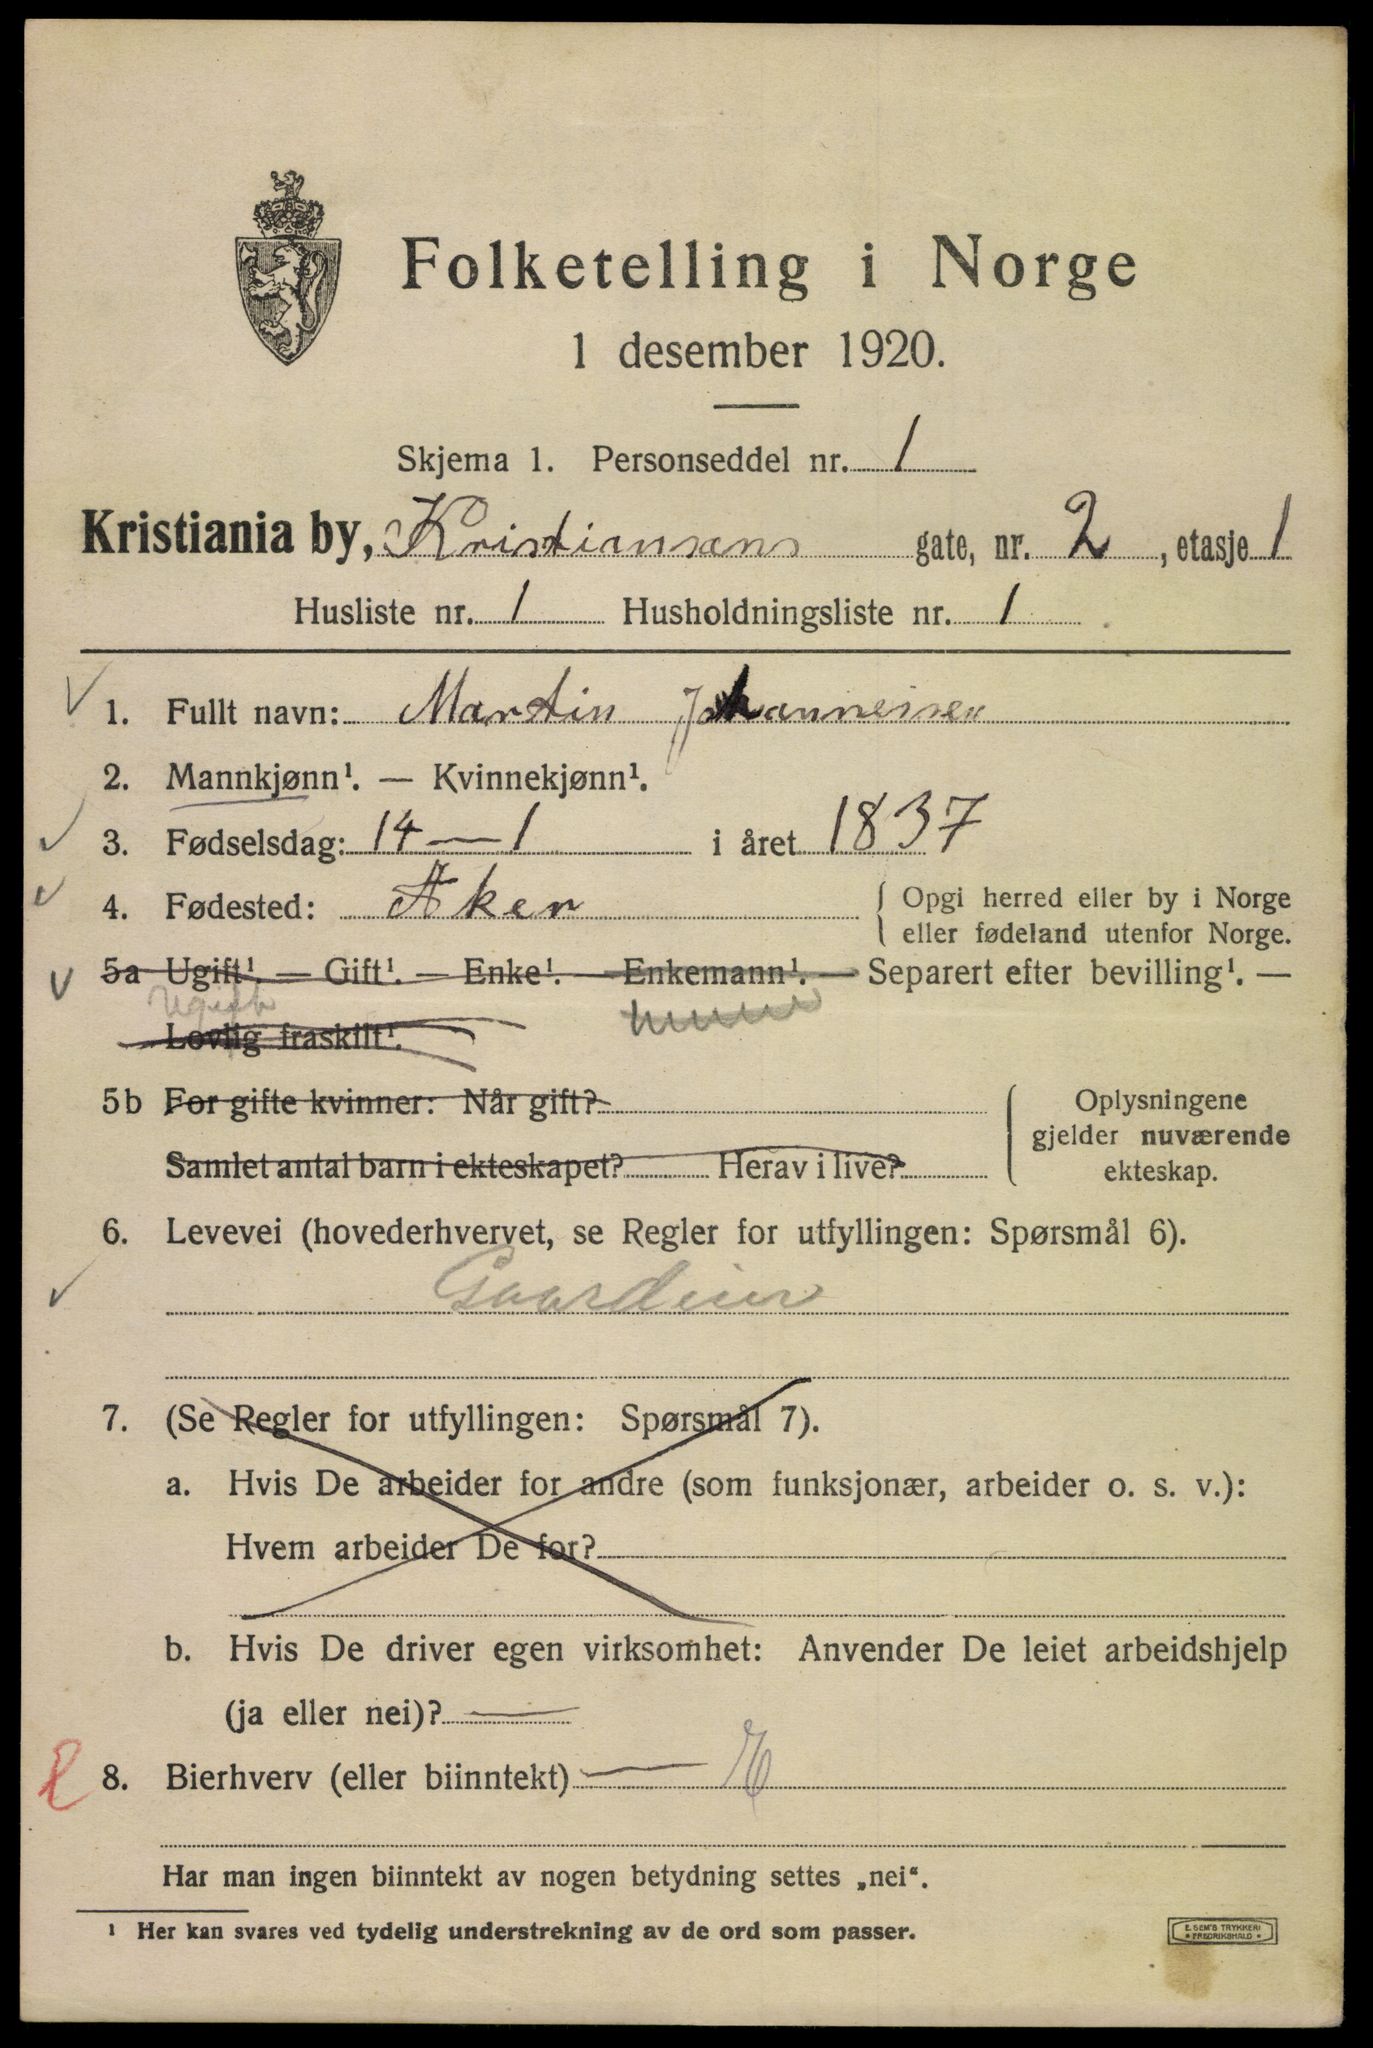 Folketelling i Norge
1 desember 1920.
Skjema 1. Personseddel nr. 1
Kristiania by, Kristiansens gate, nr. 2, etasje 1
Husliste nr. 1 Husholdningsliste nr. 1
1. Fullt navn: Martin Johannessen
2. Mannkjønn¹. — Kvinnekjønn¹.
3. Fødselsdag: 14 — 1 i året 1837
4. Fødested: Aker { Opgi herred eller by i Norge
eller fødeland utenfor Norge.
5a Ugift¹. — Gift¹. — Enke¹. — Enkemann¹. — Separert efter bevilling¹. —
Ugift
Lovlig fraskilt¹.
5b For gifte kvinner: Når gift?
Samlet antal barn i ekteskapet? Herav i live?
Oplysningene
gjelder nuværende
ekteskap.
6. Levevei (hovederhvervet, se Regler for utfyllingen: Spørsmål 6).
Gaardeier
7. (Se Regler for utfyllingen: Spørsmål 7).
a. Hvis De arbeider for andre (som funksjonær, arbeider o. s. v.):
Hvem arbeider De for?
b. Hvis De driver egen virksomhet: Anvender De leiet arbeidshjelp
(ja eller nei)? —
8. Bierhverv (eller biinntekt) —
Har man ingen biinntekt av nogen betydning settes „nei“.
¹ Her kan svares ved tydelig understrekning av de ord som passer.
E. SEM'S TRYKKERI
* FREDRIKSHALD *